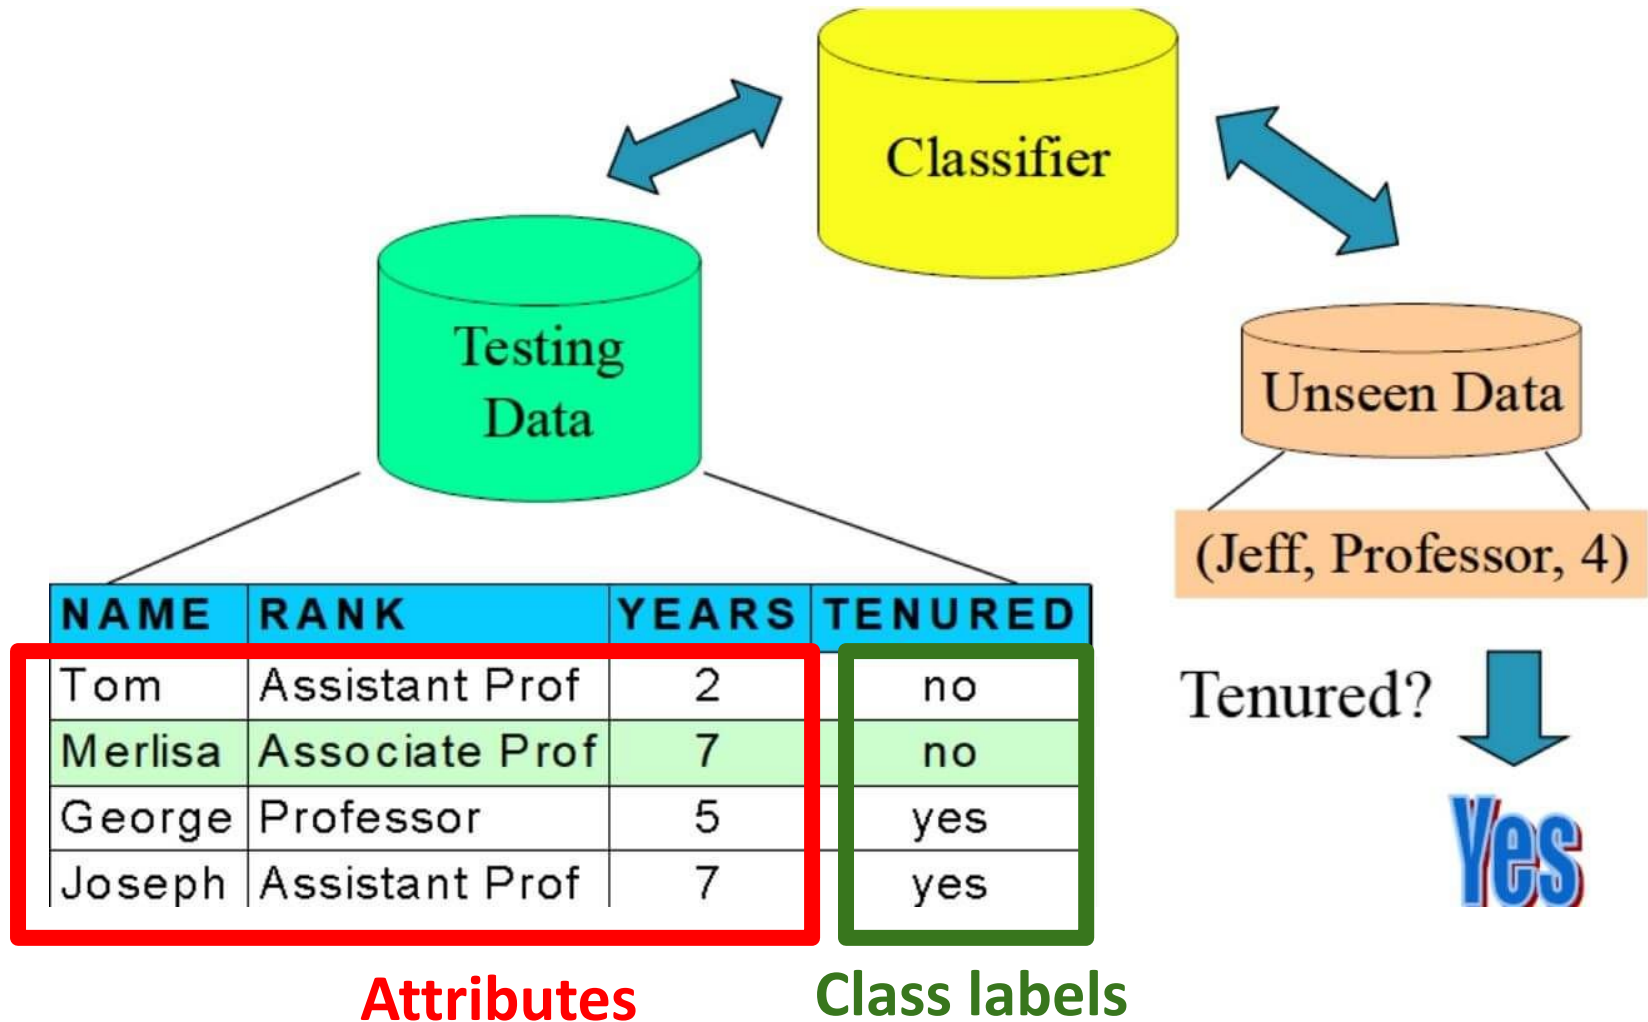 Classifier
Testing
Data
Unseen Data
(Jeff, Professor, 4)
NAME RANK YEARS TENURED
Tom Assistant Prof 2 no
Merlisa Associate Prof 7 no
George Professor 5 yes
Joseph Assistant Prof 7 yes
Tenured?
Yes
Attributes
Class labels